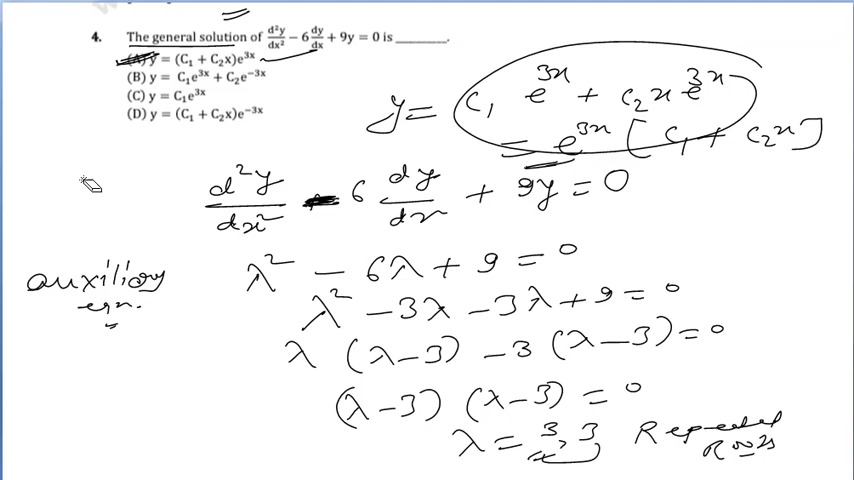 4. The general solution of d²y/dx² − 6 dy/dx + 9y = 0 is ________.
(A) y = (C₁ + C₂x)e³ˣ
(B) y = C₁e³ˣ + C₂e⁻³ˣ
(C) y = C₁e³ˣ
(D) y = (C₁ + C₂x)e⁻³ˣ
y = c₁ e³ˣ + c₂x e³ˣ
= e³ˣ [c₁ + c₂x]
d²y/dx² - 6 dy/dx + 9y = 0
auxiliary eqn.
λ² − 6λ + 9 = 0
λ² − 3λ − 3λ + 9 = 0
λ (λ−3) − 3 (λ−3) = 0
(λ−3) (λ−3) = 0
λ = 3, 3 Repeated Roots